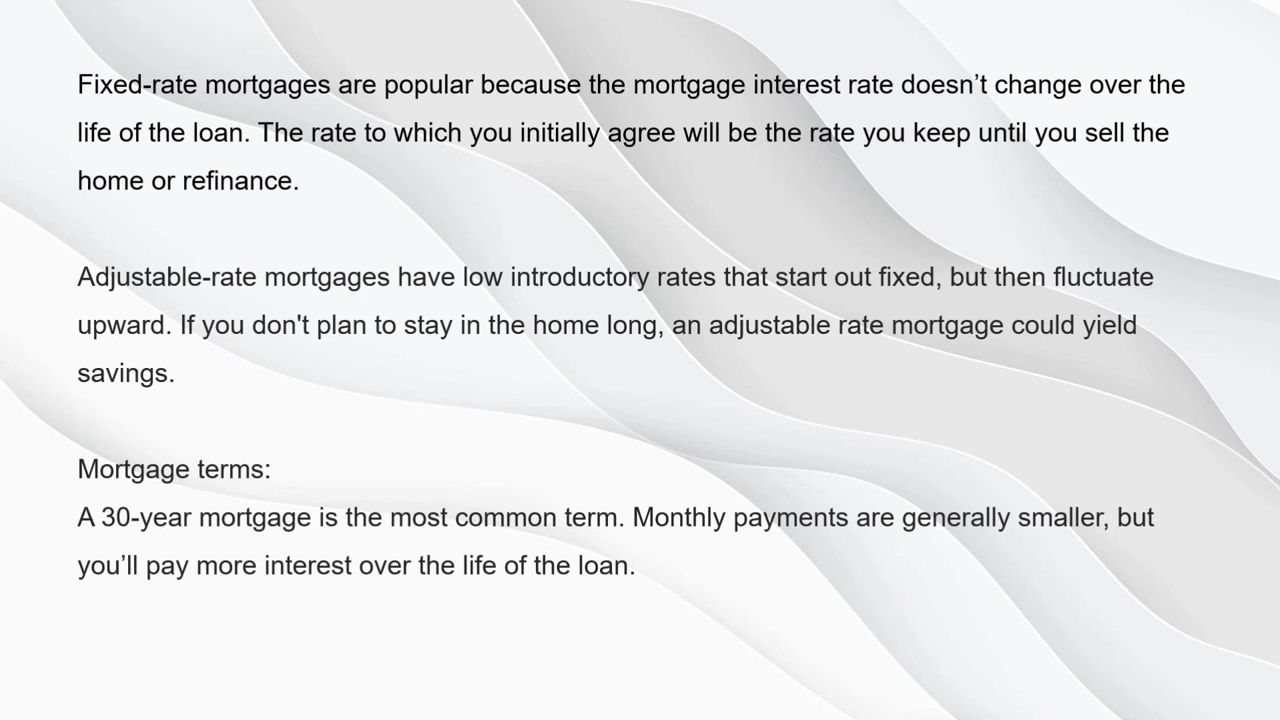 Fixed-rate mortgages are popular because the mortgage interest rate doesn’t change over the
life of the loan. The rate to which you initially agree will be the rate you keep until you sell the
home or refinance.
Adjustable-rate mortgages have low introductory rates that start out fixed, but then fluctuate
upward. If you don't plan to stay in the home long, an adjustable rate mortgage could yield
savings.
Mortgage terms:
A 30-year mortgage is the most common term. Monthly payments are generally smaller, but
you’ll pay more interest over the life of the loan.